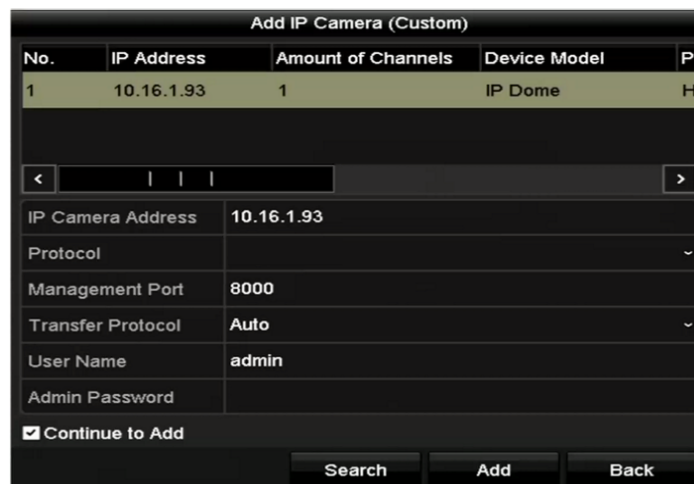 Add IP Camera (Custom)
No. IP Address Amount of Channels Device Model P
1 10.16.1.93 1 IP Dome H
IP Camera Address 10.16.1.93
Protocol
Management Port 8000
Transfer Protocol Auto
User Name admin
Admin Password
Continue to Add
Search Add Back